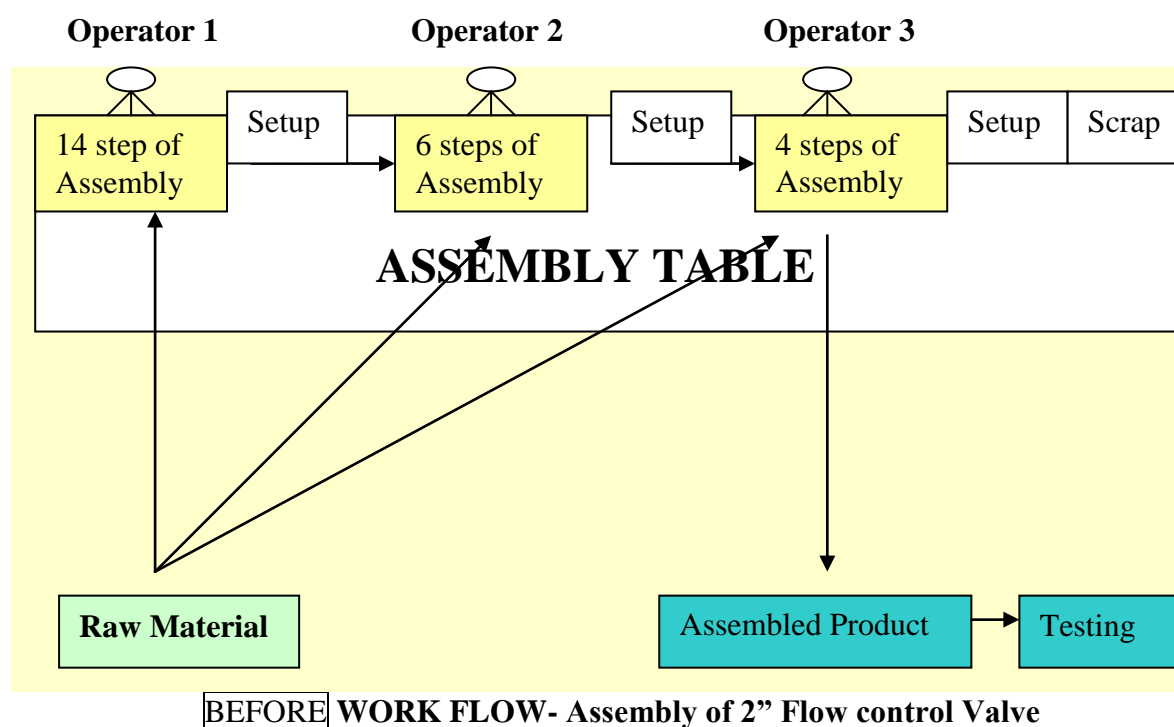 Operator 1 Operator 2 Operator 3
Setup Setup Setup Scrap
14 step of
Assembly
6 steps of
Assembly
4 steps of
Assembly
ASSEMBLY TABLE
Raw Material
Assembled Product
Testing
BEFORE WORK FLOW- Assembly of 2” Flow control Valve